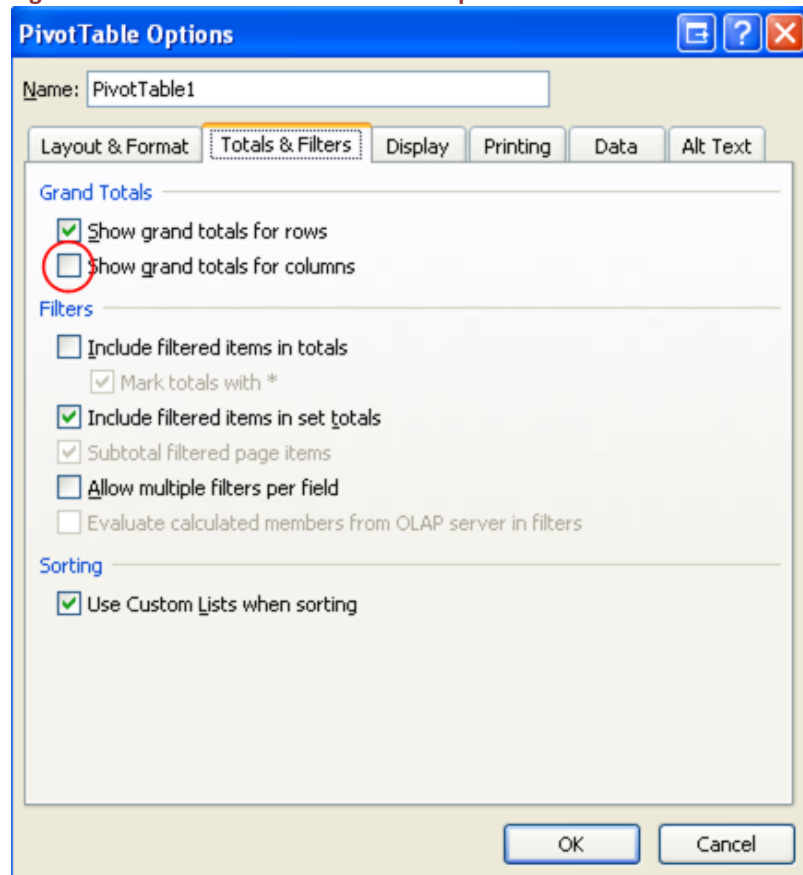 PivotTable Options
Name: PivotTable1
Layout & Format Totals & Filters Display Printing Data Alt Text
Grand Totals
Show grand totals for rows
Show grand totals for columns
Filters
Include filtered items in totals
Mark totals with *
Include filtered items in set totals
Subtotal filtered page items
Allow multiple filters per field
Evaluate calculated members from OLAP server in filters
Sorting
Use Custom Lists when sorting
OK Cancel